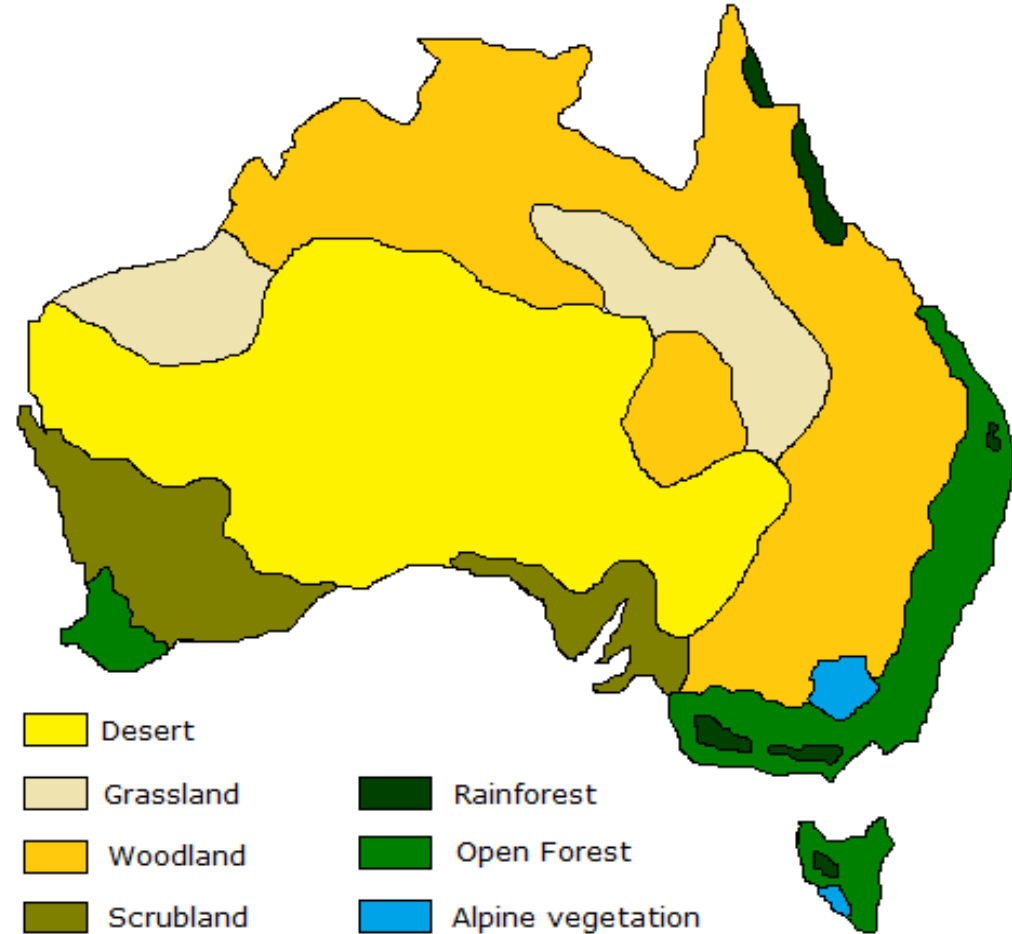 Desert
Grassland
Woodland
Scrubland
Rainforest
Open Forest
Alpine vegetation